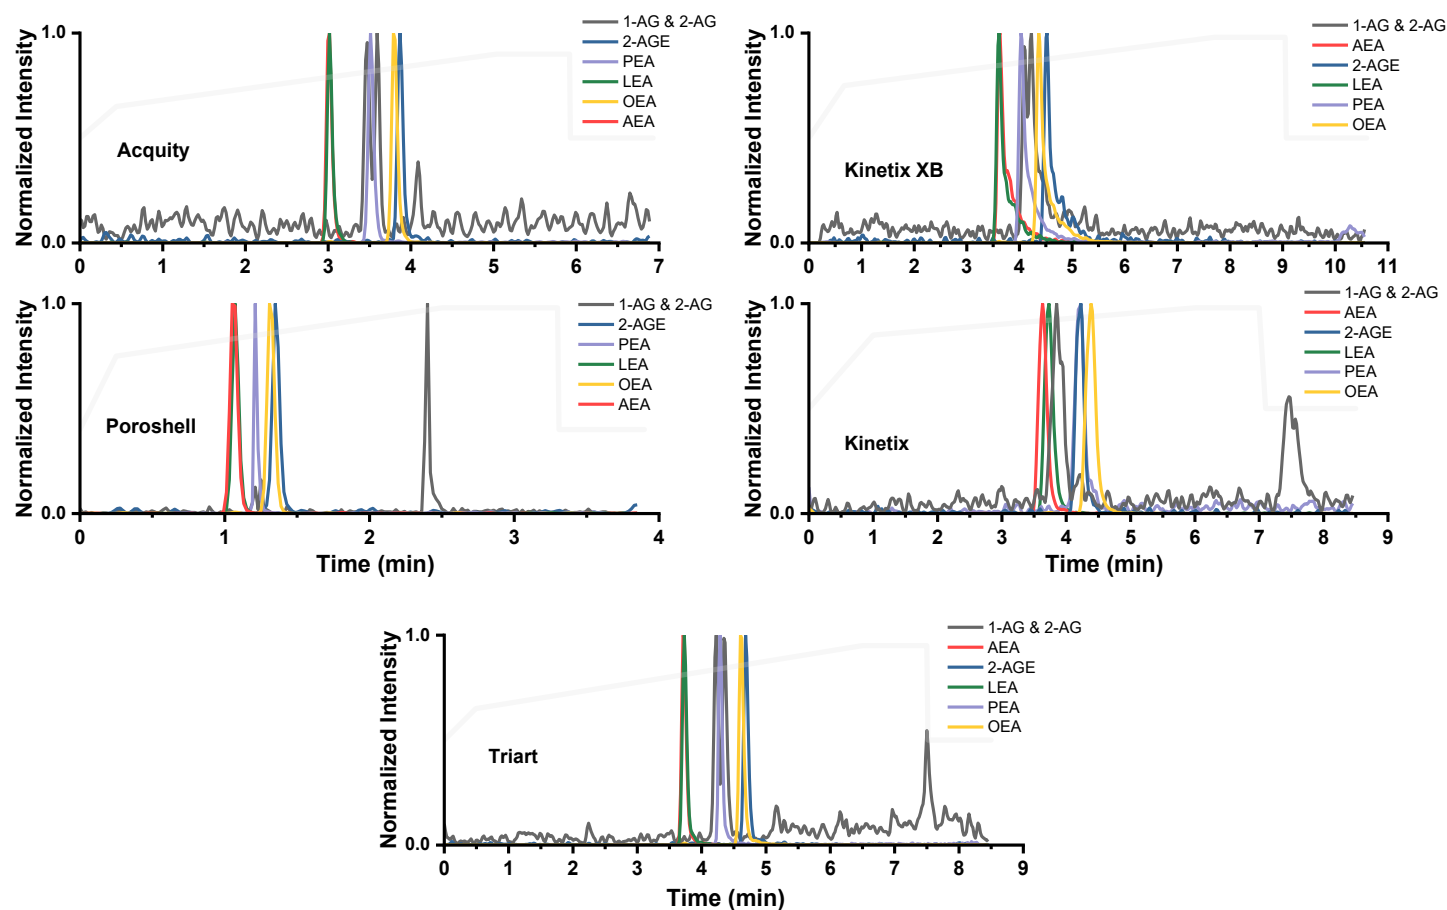 Normalized Intensity
1.0
0.0
Acquity
1-AG & 2-AG
2-AGE
PEA
LEA
OEA
AEA
0 1 2 3 4 5 6 7
Normalized Intensity
1.0
0.0
Kinetix XB
1-AG & 2-AG
AEA
2-AGE
LEA
PEA
OEA
0 1 2 3 4 5 6 7 8 9 10 11
Normalized Intensity
1.0
0.0
Poroshell
1-AG & 2-AG
2-AGE
PEA
LEA
OEA
AEA
0 1 2 3 4
Time (min)
Normalized Intensity
1.0
0.0
Kinetix
1-AG & 2-AG
AEA
2-AGE
LEA
PEA
OEA
0 1 2 3 4 5 6 7 8 9
Time (min)
Normalized Intensity
1.0
0.0
Triart
1-AG & 2-AG
AEA
2-AGE
LEA
PEA
OEA
0 1 2 3 4 5 6 7 8 9
Time (min)